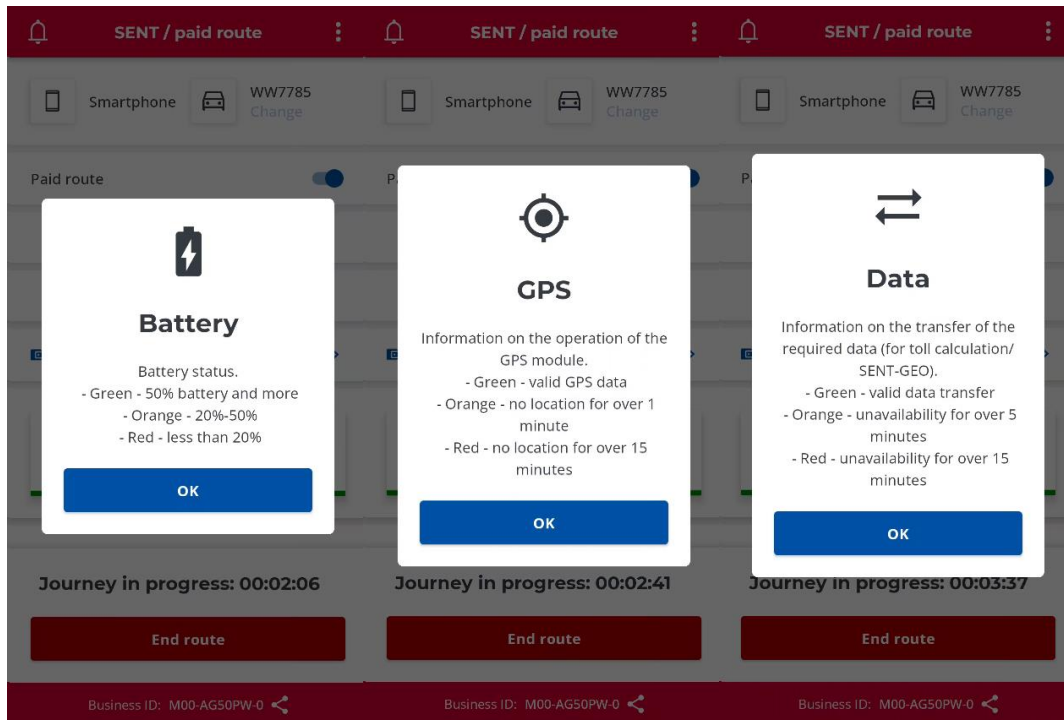 SENT / paid route
Smartphone
WW7785
Change
Paid route
Battery
Battery status.
- Green - 50% battery and more
- Orange - 20%-50%
- Red - less than 20%
OK
Journey in progress: 00:02:06
End route
Business ID: M00-AG50PW-0
SENT / paid route
Smartphone
WW7785
Change
P
GPS
Information on the operation of the
GPS module.
- Green - valid GPS data
- Orange - no location for over 1
minute
- Red - no location for over 15
minutes
OK
Journey in progress: 00:02:41
End route
Business ID: M00-AG50PW-0
SENT / paid route
Smartphone
WW7785
Change
P
Data
Information on the transfer of the
required data (for toll calculation/
SENT-GEO).
- Green - valid data transfer
- Orange - unavailability for over 5
minutes
- Red - unavailability for over 15
minutes
OK
Journey in progress: 00:03:37
End route
Business ID: M00-AG50PW-0